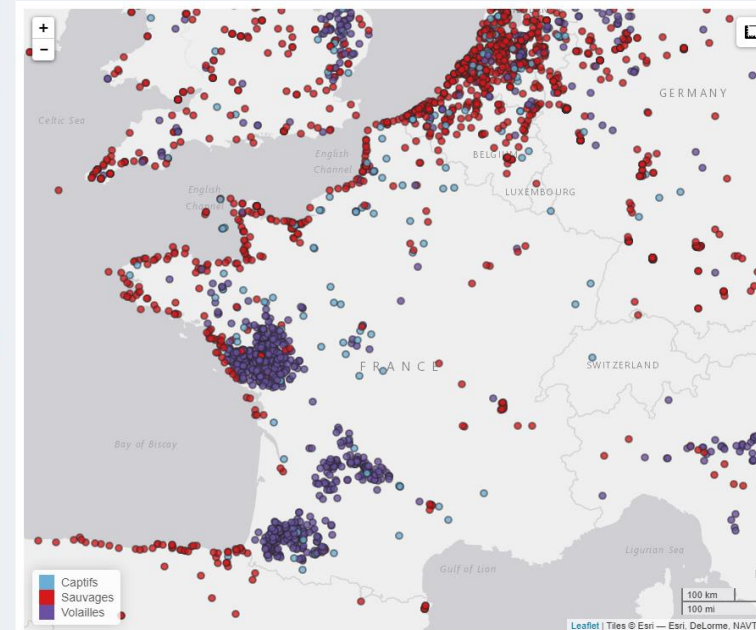 +
−
GERMANY
Celtic Sea
English
Channel
BELGIUM
English
Channel
LUXEMBOURG
FRANCE
SWITZERLAND
Bay of Biscay
Ligurian Sea
Gulf of Lion
Captifs
Sauvages
Volailles
100 km
100 mi
Leaflet | Tiles © Esri — Esri, DeLorme, NAVT